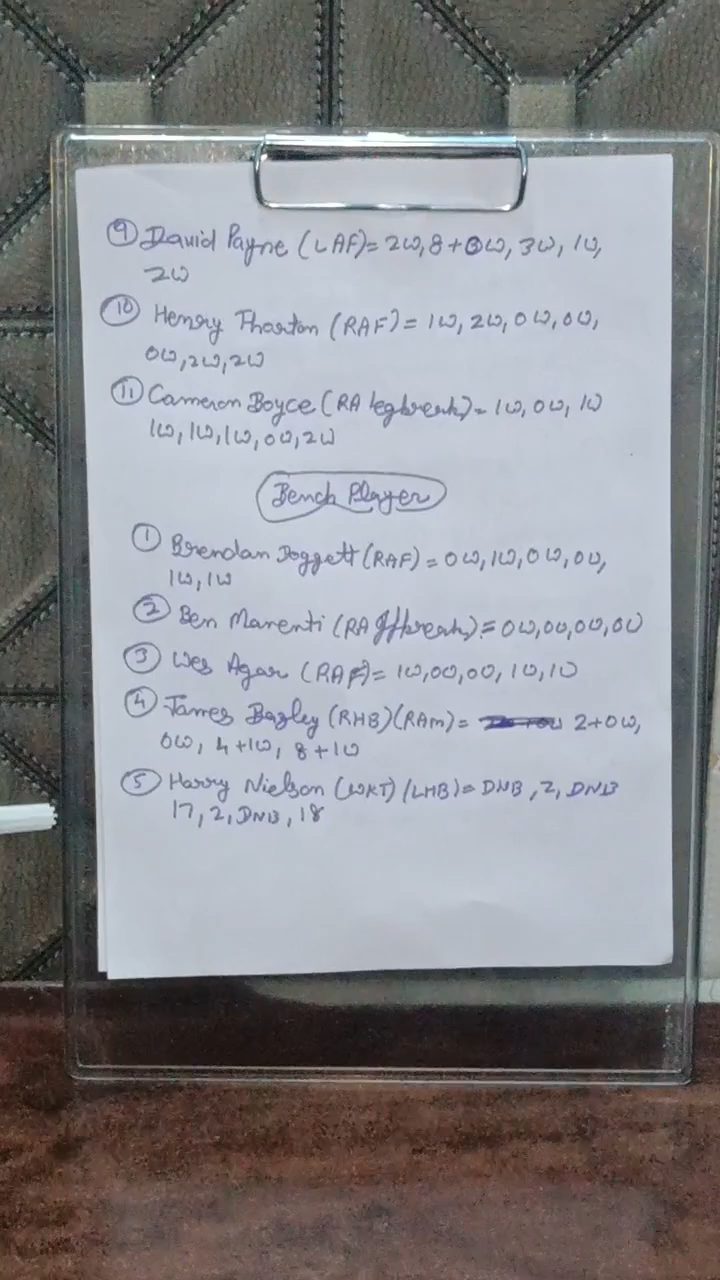 ⑨ David Payne (LAF)= 2W, 8+0W, 3W, 1W,
2W
⑩ Henry Thorton (RAF) = 1W, 2W, 0W, 0W,
0W, 2W, 2W
⑪ Cameron Boyce (RA legbreak) = 1W, 0W, 1W
1W, 1W, 1W, 0W, 2W
Bench Player
① Brendan Doggett (RAF) = 0W, 1W, 0W, 0W,
1W, 1W
② Ben Manenti (RA offbreak) = 0W, 0W, 0W, 0W
③ Wes Agar (RAF)= 1W, 0W, 0W, 1W, 1W
④ James Bazley (RHB) (RAM) = 2+0W,
0W, 4+1W, 8+1W
⑤ Harry Nielson (WKT) (LHB)= DNB, 2, DNB
17, 2, DNB, 18